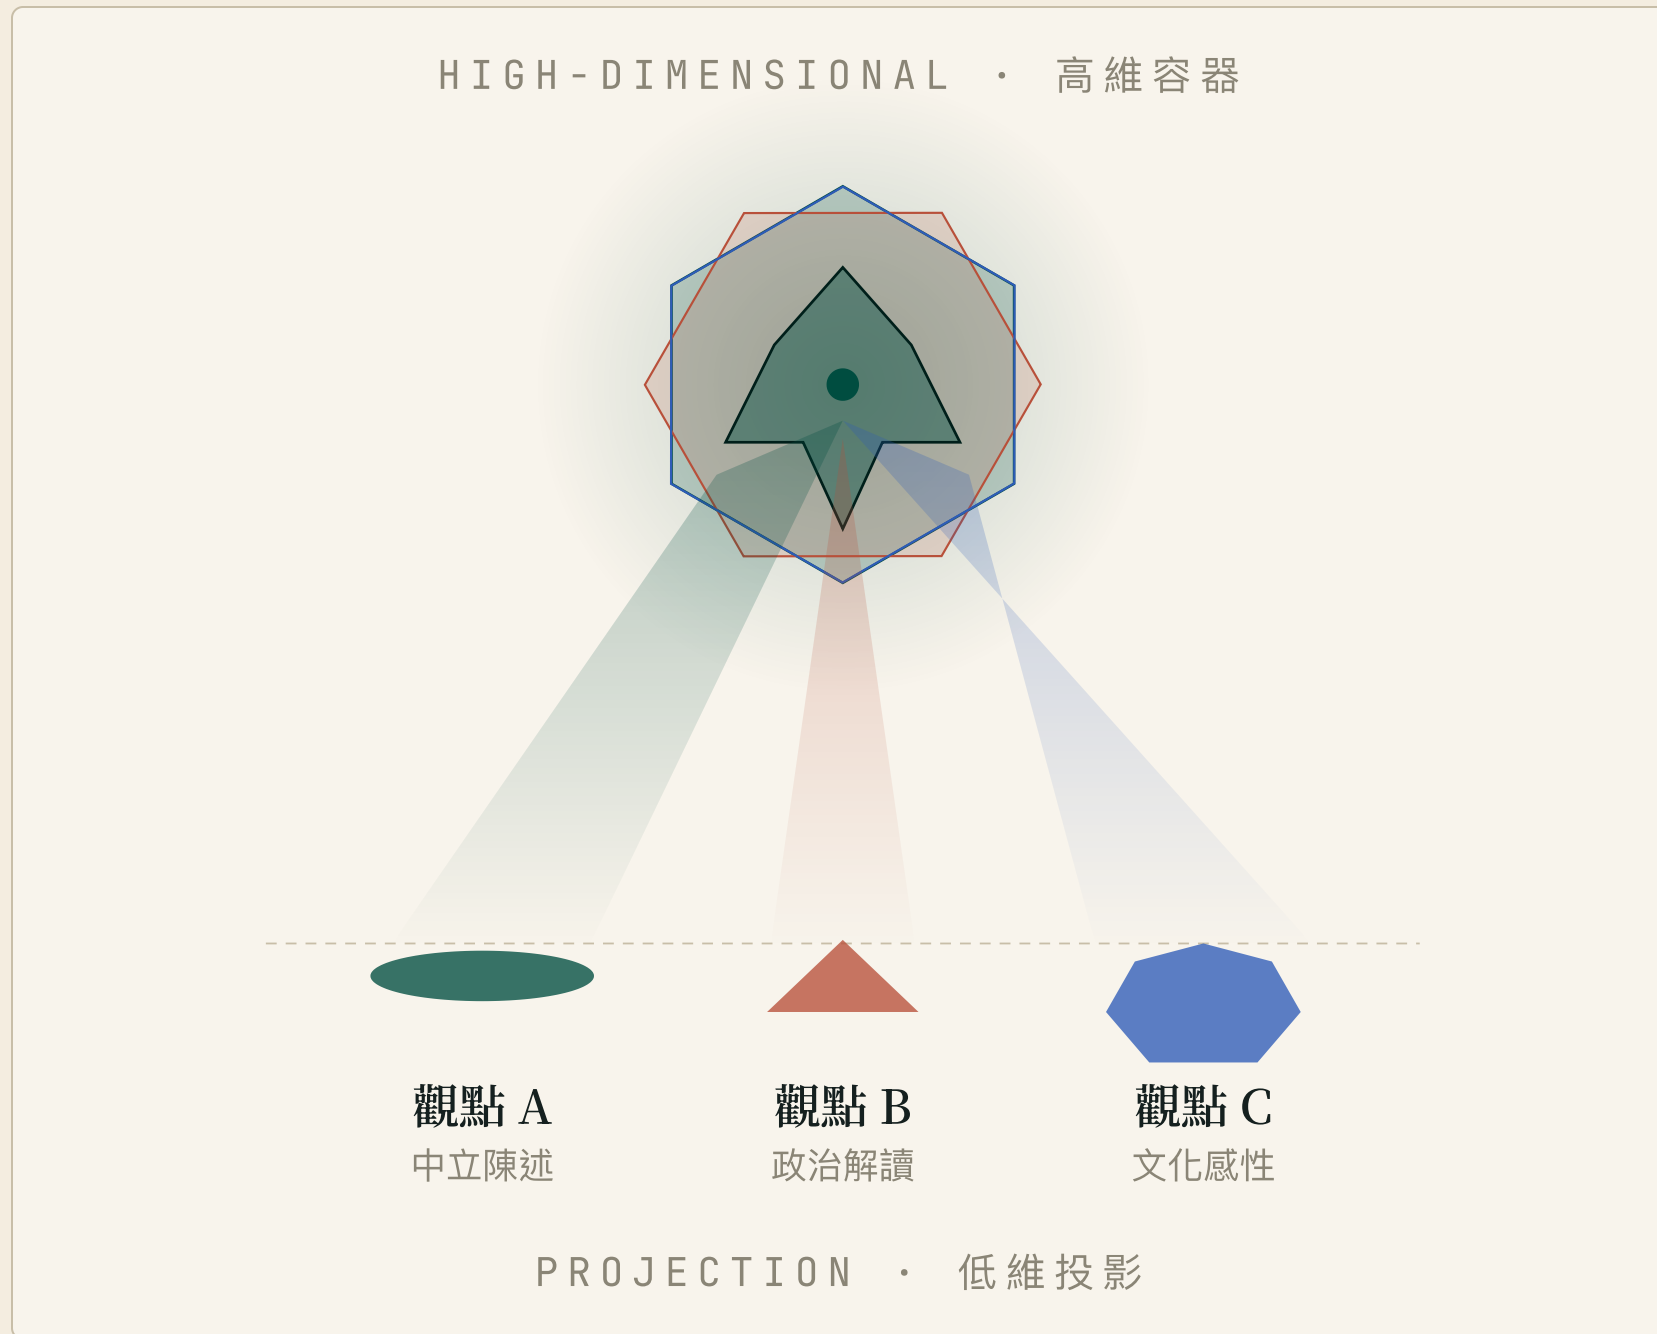 HIGH-DIMENSIONAL · 高維容器
觀點 A
中立陳述
觀點 B
政治解讀
觀點 C
文化感性
PROJECTION · 低維投影